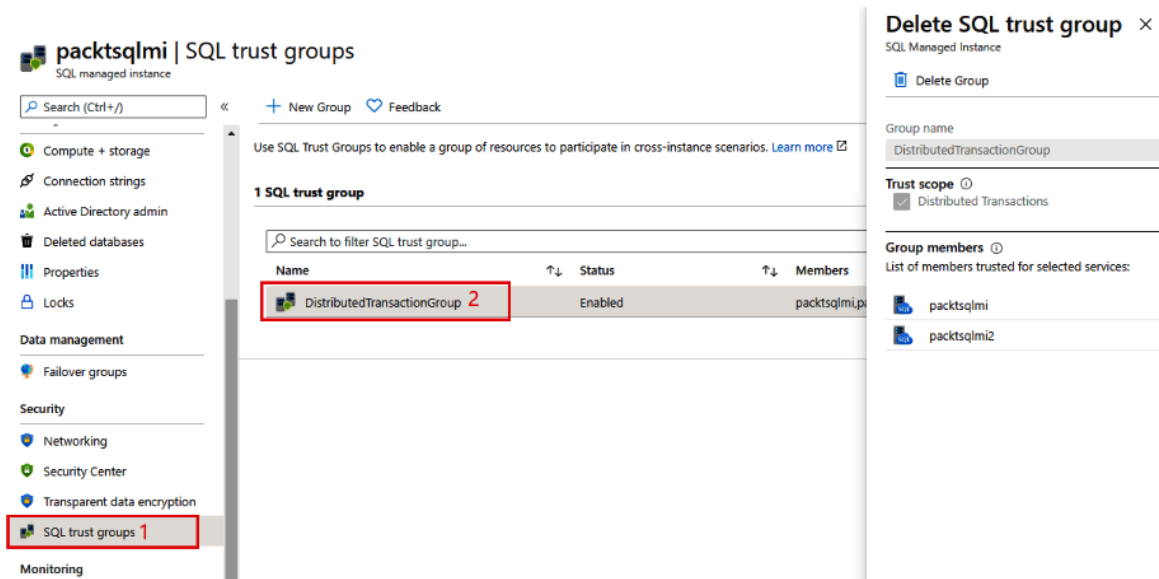 packtsqlmi | SQL trust groups
SQL managed instance
Search (Ctrl+/)
«
Compute + storage
Connection strings
Active Directory admin
Deleted databases
Properties
Locks
Data management
Failover groups
Security
Networking
Security Center
Transparent data encryption
SQL trust groups 1
Monitoring
New Group
Feedback
Use SQL Trust Groups to enable a group of resources to participate in cross-instance scenarios. Learn more
1 SQL trust group
Search to filter SQL trust group...
Name ↑↓ Status ↑↓ Members
DistributedTransactionGroup 2 Enabled packtsqlmi,pa
Delete SQL trust group ×
SQL Managed Instance
Delete Group
Group name
DistributedTransactionGroup
Trust scope
Distributed Transactions
Group members
List of members trusted for selected services:
packtsqlmi
packtsqlmi2